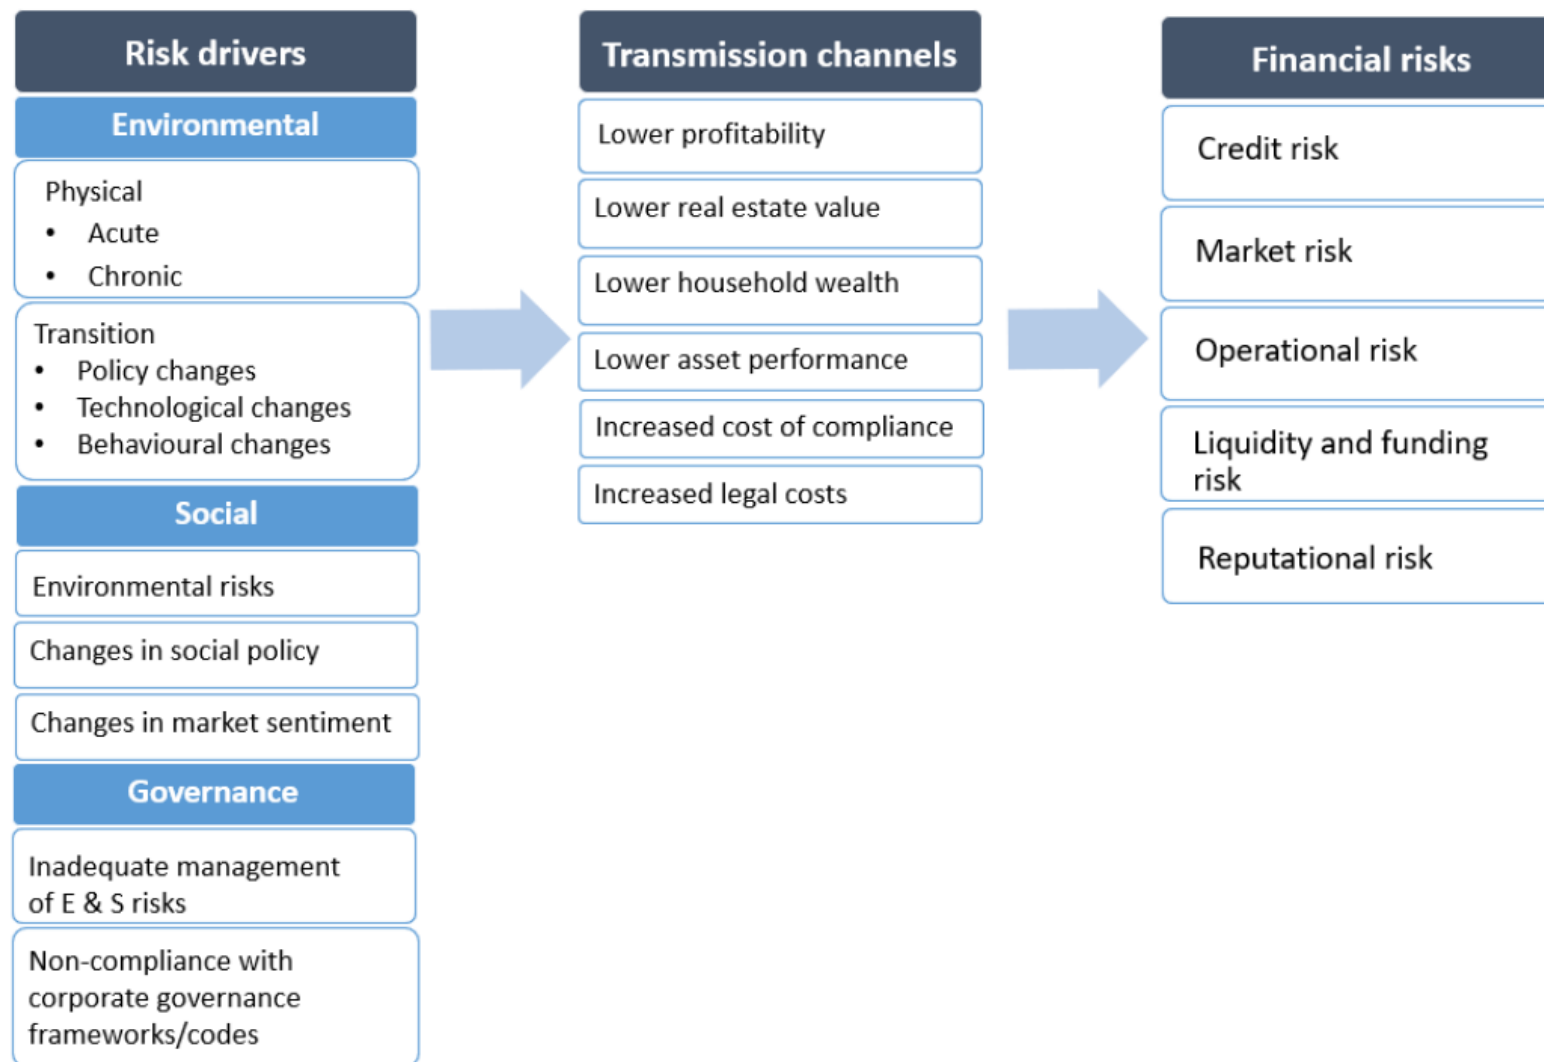 Risk drivers
Environmental
Physical
• Acute
• Chronic
Transition
• Policy changes
• Technological changes
• Behavioural changes
Social
Environmental risks
Changes in social policy
Changes in market sentiment
Governance
Inadequate management
of E & S risks
Non-compliance with
corporate governance
frameworks/codes
Transmission channels
Lower profitability
Lower real estate value
Lower household wealth
Lower asset performance
Increased cost of compliance
Increased legal costs
Financial risks
Credit risk
Market risk
Operational risk
Liquidity and funding
risk
Reputational risk